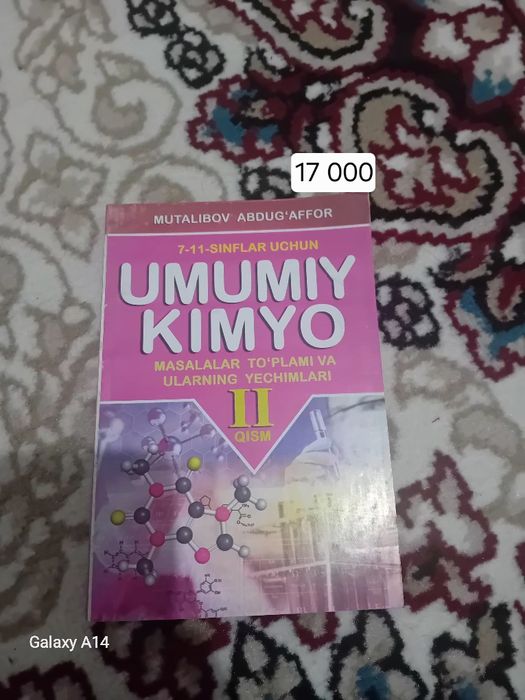 17 000
MUTALIBOV ABDUG'AFFOR
7-11-SINFLAR UCHUN
UMUMIY
KIMYO
MASALALAR TO'PLAMI VA
ULARNING YECHIMLARI
II
QISM
Galaxy A14